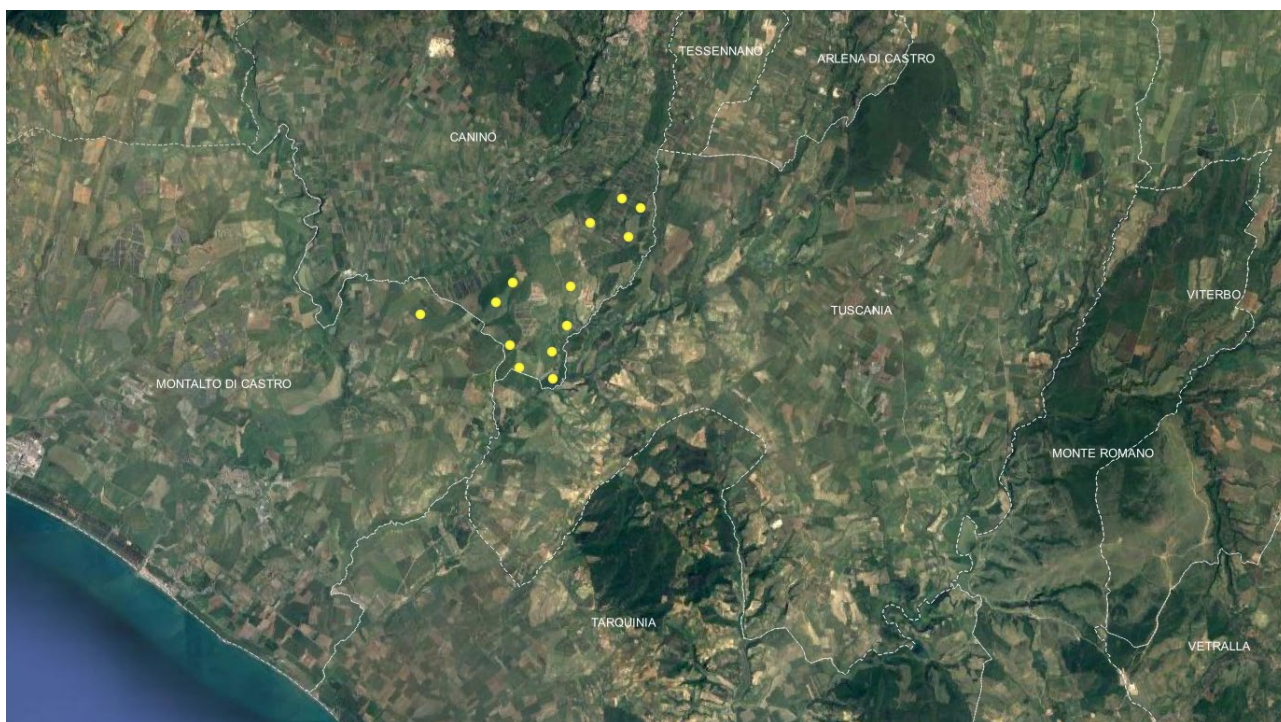 TESSENNANO
ARLENA DI CASTRO
CANINO
VITERBO
TUSCANIA
MONTALTO DI CASTRO
MONTE ROMANO
TARQUINIA
VETRALLA